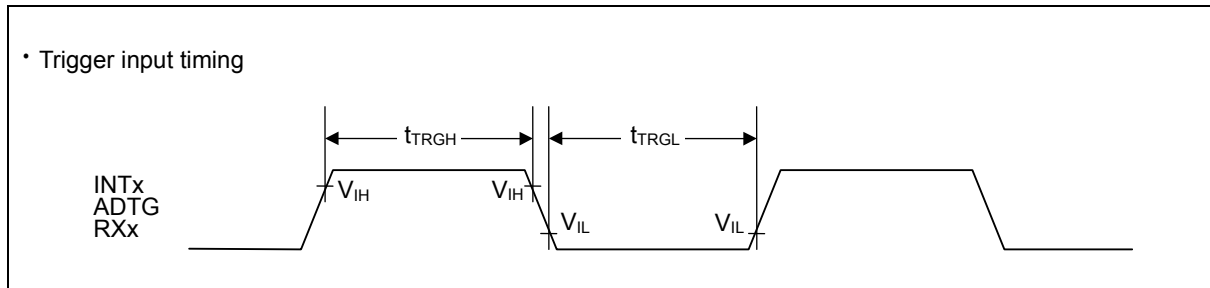 • Trigger input timing
tTRGH tTRGL
INTx
ADTG
RXx
VIH VIH
VIL VIL